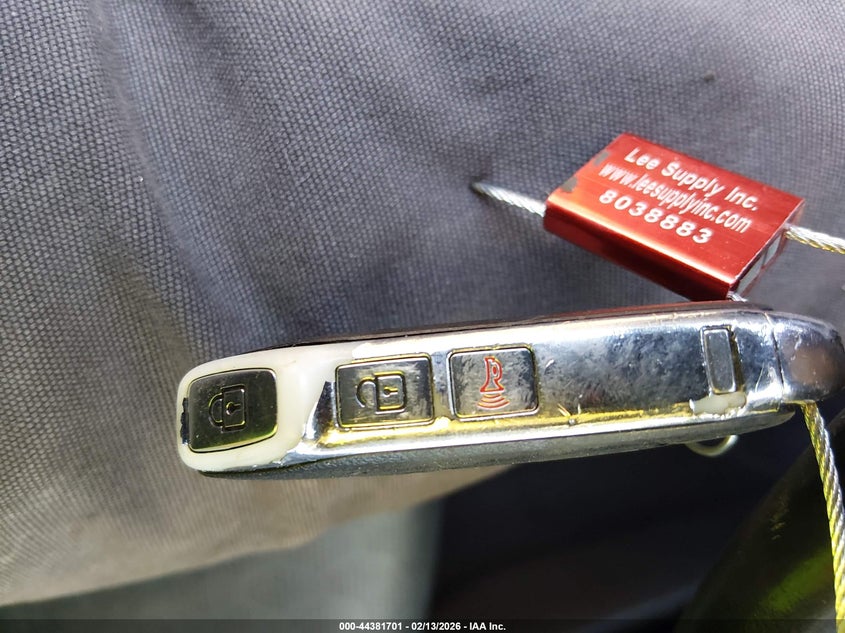 Lee Supply Inc.
www.leesupplyinc.com
8038883
000-44381701 - 02/13/2026 - IAA Inc.